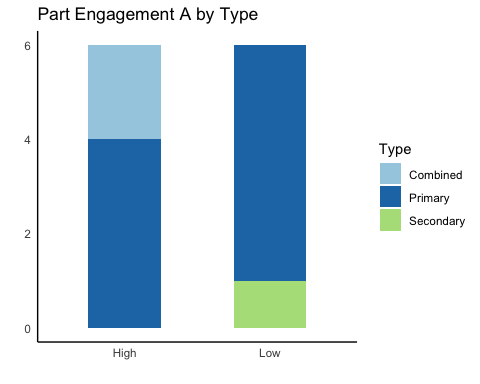 Part Engagement A by Type
6
4
2
0
High
Low
Type
Combined
Primary
Secondary